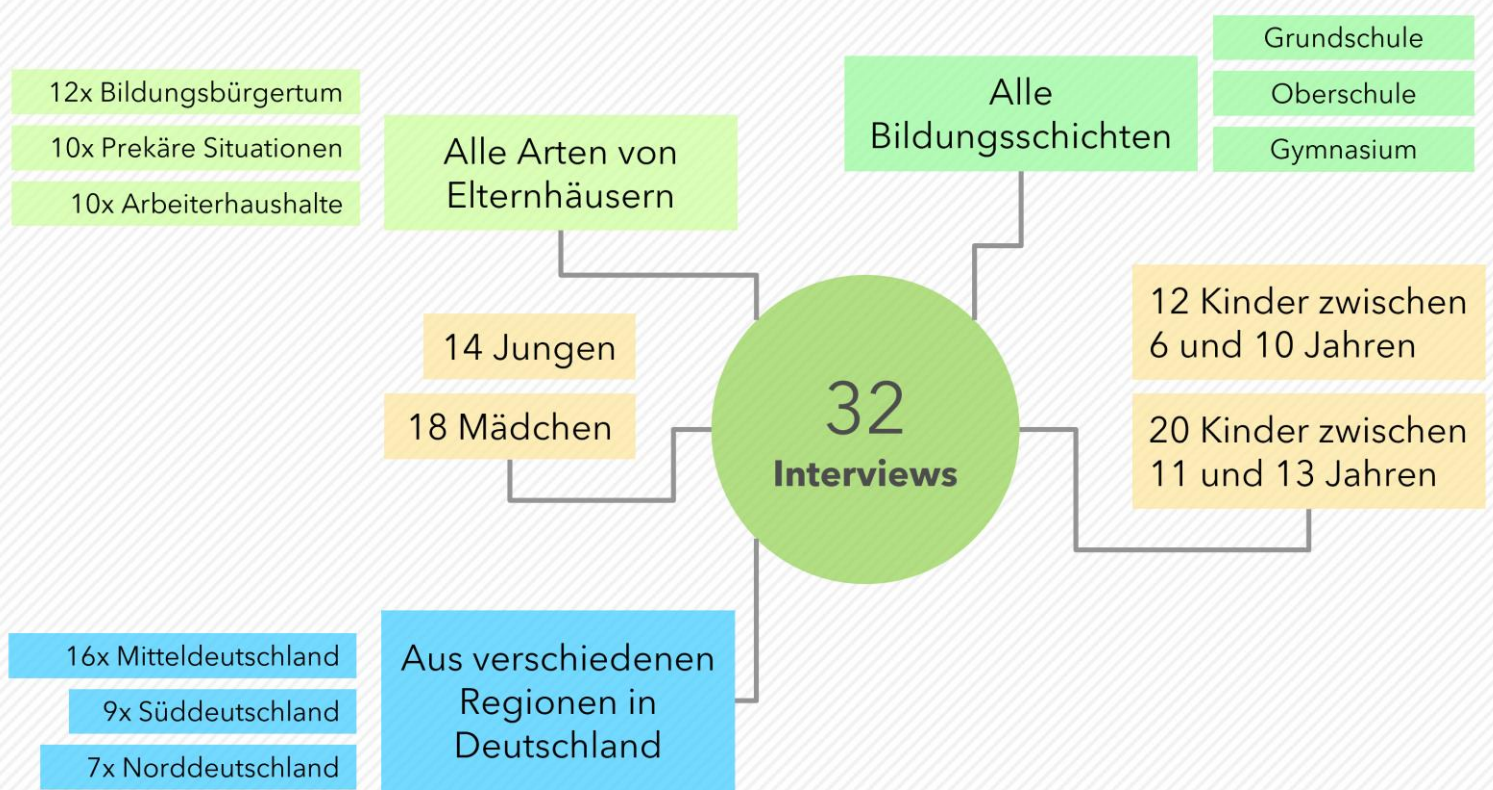 12x Bildungsbürgertum
10x Prekäre Situationen
10x Arbeiterhaushalte
Alle Arten von
Elternhäusern
Alle
Bildungsschichten
Grundschule
Oberschule
Gymnasium
14 Jungen
18 Mädchen
32
Interviews
12 Kinder zwischen
6 und 10 Jahren
20 Kinder zwischen
11 und 13 Jahren
16x Mitteldeutschland
9x Süddeutschland
7x Norddeutschland
Aus verschiedenen
Regionen in
Deutschland